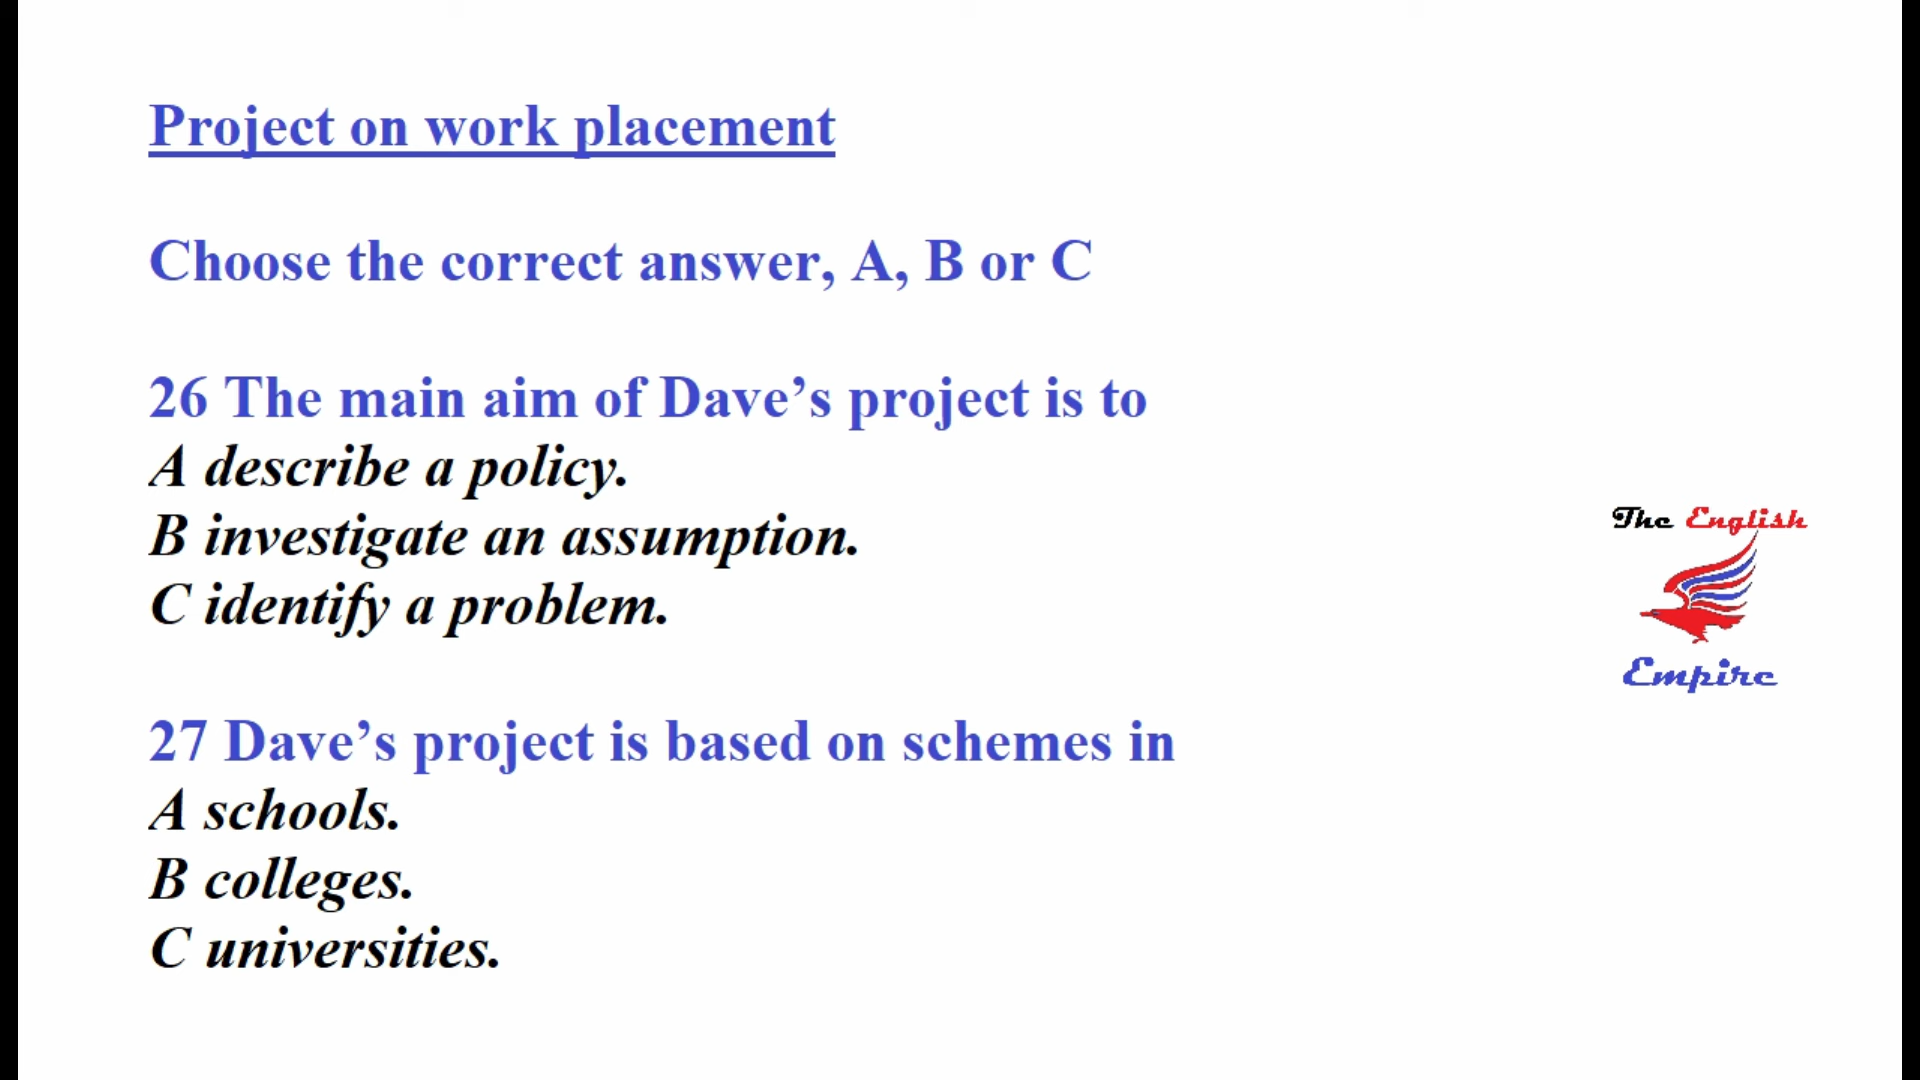 Project on work placement
Choose the correct answer, A, B or C
26 The main aim of Dave’s project is to
A describe a policy.
B investigate an assumption.
C identify a problem.
27 Dave’s project is based on schemes in
A schools.
B colleges.
C universities.
The English
Empire